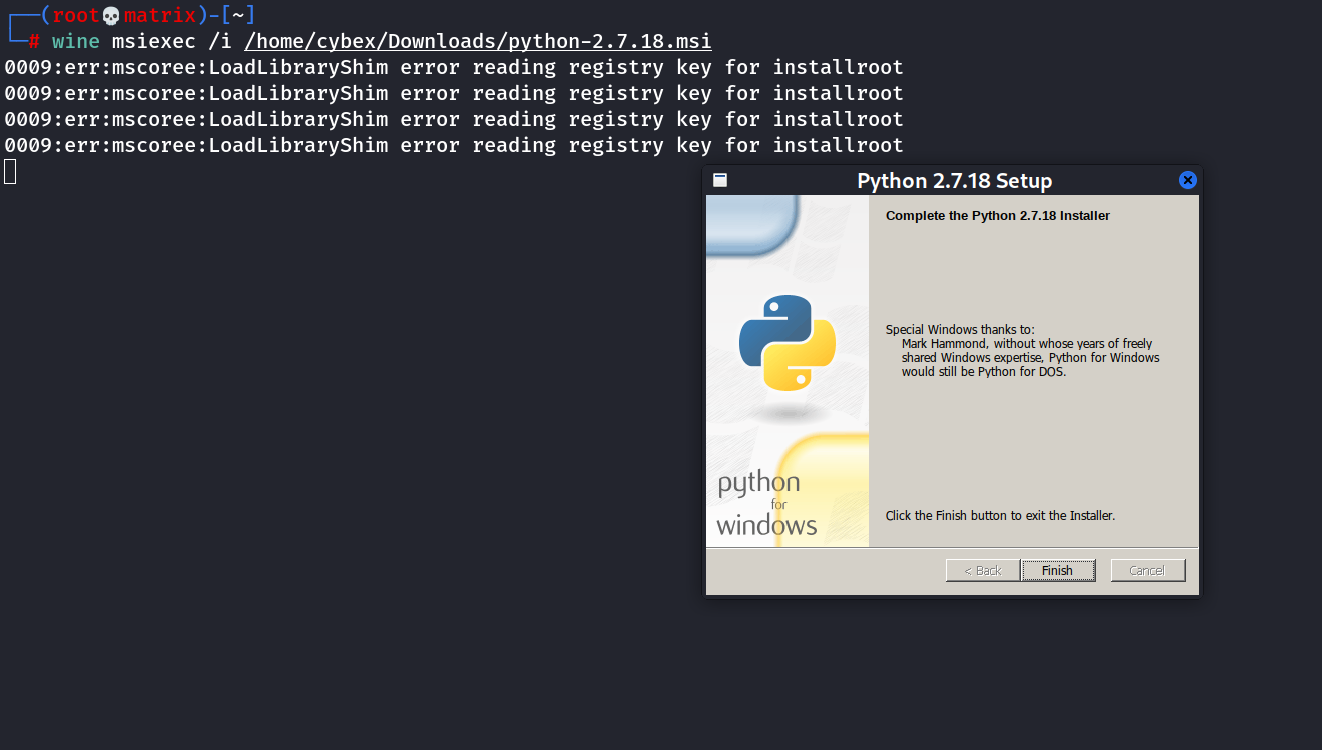 ┌──(root💀matrix)-[~]
└─# wine msiexec /i /home/cybex/Downloads/python-2.7.18.msi
0009:err:mscoree:LoadLibraryShim error reading registry key for installroot
0009:err:mscoree:LoadLibraryShim error reading registry key for installroot
0009:err:mscoree:LoadLibraryShim error reading registry key for installroot
0009:err:mscoree:LoadLibraryShim error reading registry key for installroot
Python 2.7.18 Setup
Complete the Python 2.7.18 Installer
Special Windows thanks to:
Mark Hammond, without whose years of freely
shared Windows expertise, Python for Windows
would still be Python for DOS.
python
for
windows
Click the Finish button to exit the Installer.
< Back Finish Cancel